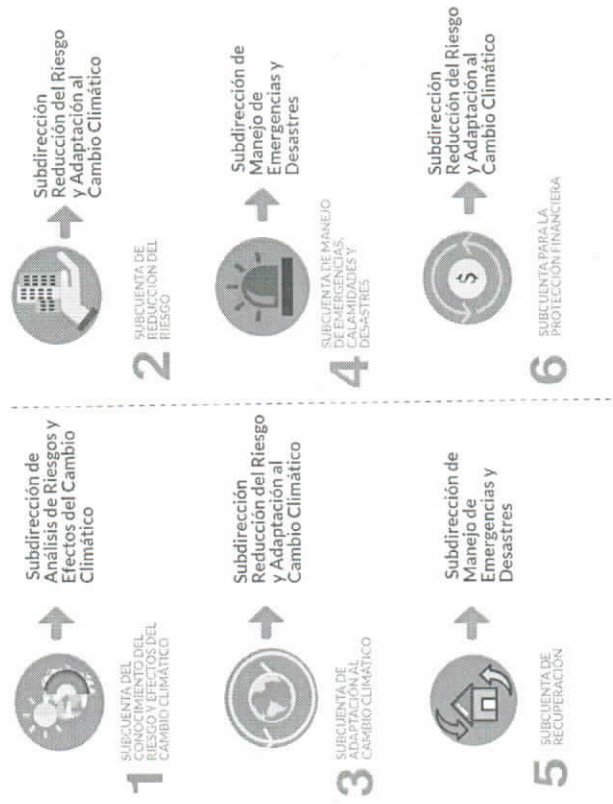 1
SUBCUENTA DEL
CONOCIMIENTO DEL
RIESGO Y EFECTOS DEL
CAMBIO CLIMÁTICO
Subdirección de
Análisis de Riesgos y
Efectos del Cambio
Climático
2
SUBCUENTA DE
REDUCCIÓN DEL
RIESGO
Subdirección
Reducción del Riesgo
y Adaptación al
Cambio Climático
3
SUBCUENTA DE
ADAPTACIÓN AL
CAMBIO CLIMÁTICO
Subdirección
Reducción del Riesgo
y Adaptación al
Cambio Climático
4
SUBCUENTA DE MANEJO
DE EMERGENCIAS,
CALAMIDADES Y
DESASTRES
Subdirección de
Manejo de
Emergencias y
Desastres
5
SUBCUENTA DE
RECUPERACIÓN
Subdirección de
Manejo de
Emergencias y
Desastres
6
SUBCUENTA PARA LA
PROTECCIÓN FINANCIERA
$
Subdirección
Reducción del Riesgo
y Adaptación al
Cambio Climático